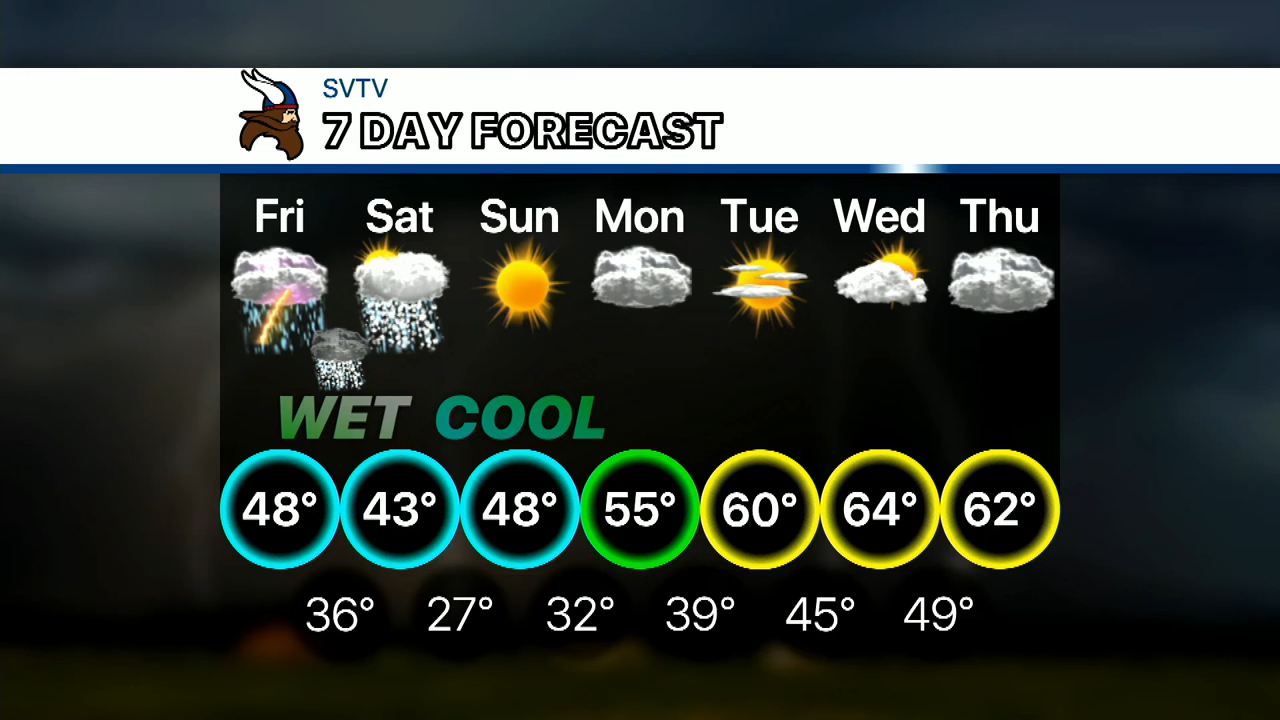 SVTV
7 DAY FORECAST
Fri Sat Sun Mon Tue Wed Thu
WET COOL
48° 43° 48° 55° 60° 64° 62°
36° 27° 32° 39° 45° 49°